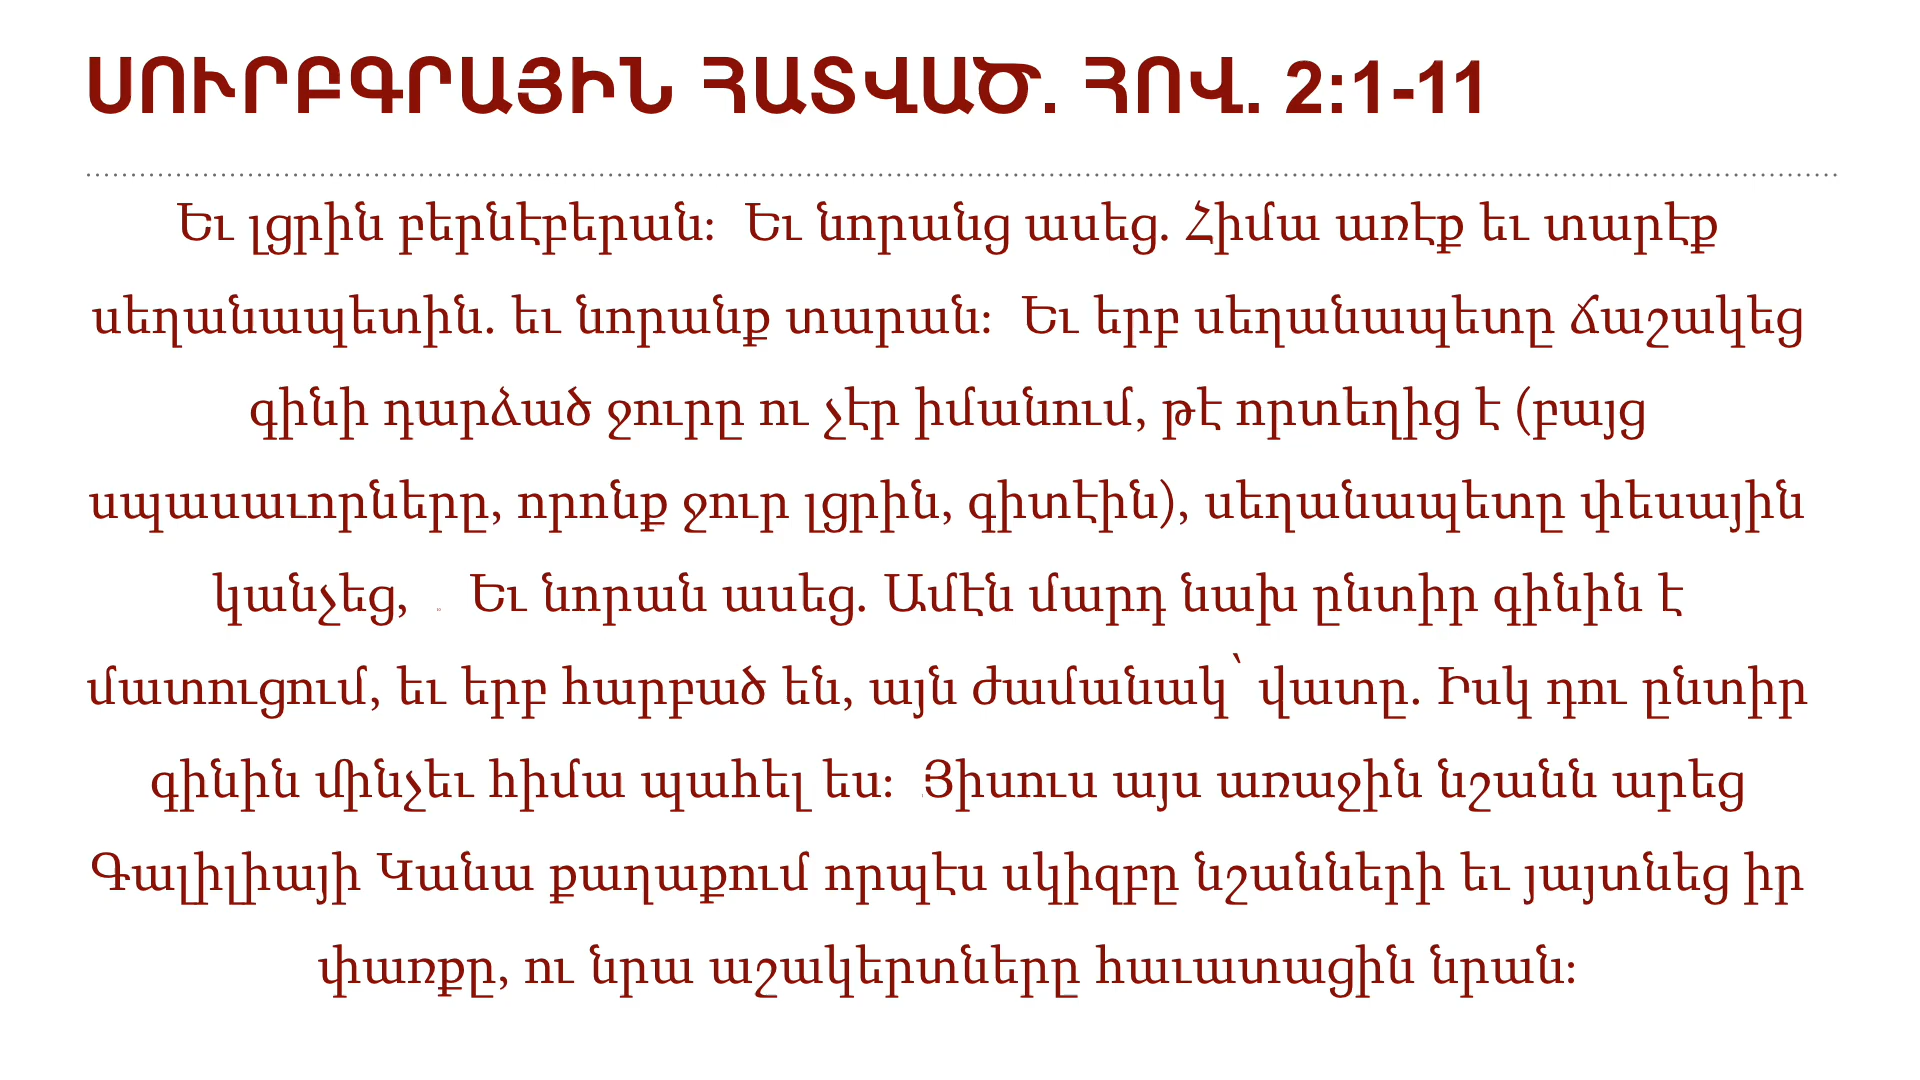 ՍՈՒՐԲԳՐԱՅԻՆ ՀԱՏՎԱԾ. ՀՈՎ. 2:1-11
Եւ լցրին բերնէբերան։ Եւ նորանց ասեց. Հիմա առէք եւ տարէք
սեղանապետին. եւ նորանք տարան։ Եւ երբ սեղանապետը ճաշակեց
գինի դարձած ջուրը ու չէր իմանում, թէ որտեղից է (բայց
սպասաւորները, որոնք ջուր լցրին, գիտէին), սեղանապետը փեսային
կանչեց, Եւ նորան ասեց. Ամէն մարդ նախ ընտիր գինին է
մատուցում, եւ երբ հարբած են, այն ժամանակ՝ վատը. Իսկ դու ընտիր
գինին մինչեւ հիմա պահել ես։ Յիսուս այս առաջին նշանն արեց
Գալիլիայի Կանա քաղաքում որպէս սկիզբը նշանների եւ յայտնեց իր
փառքը, ու նրա աշակերտները հաւատացին նրան։